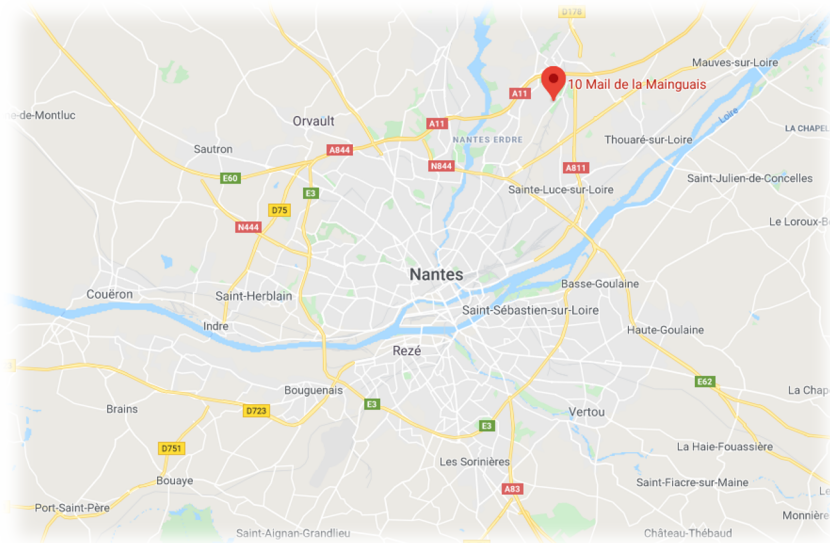 D178
Mauves-sur-Loire
10 Mail de la Mainguais
A11
e-de-Montluc
Orvault
A11
Loire
LA CHAPEL
NANTES ERDRE
Thouaré-sur-Loire
Sautron
A844
N844
A811
E60
Saint-Julien-de-Concelles
E3
Sainte-Luce-sur-Loire
D75
N444
Le Loroux-B
Nantes
Basse-Goulaine
Couëron
Saint-Herblain
Saint-Sébastien-sur-Loire
Indre
Haute-Goulaine
Rezé
E62
Bouguenais
La Chap
E3
Brains
D723
Vertou
E3
D751
La Haie-Fouassière
Les Sorinières
Bouaye
Saint-Fiacre-sur-Maine
A83
Le
Port-Saint-Père
Monnière
Saint-Aignan-Grandlieu
Château-Thébaud